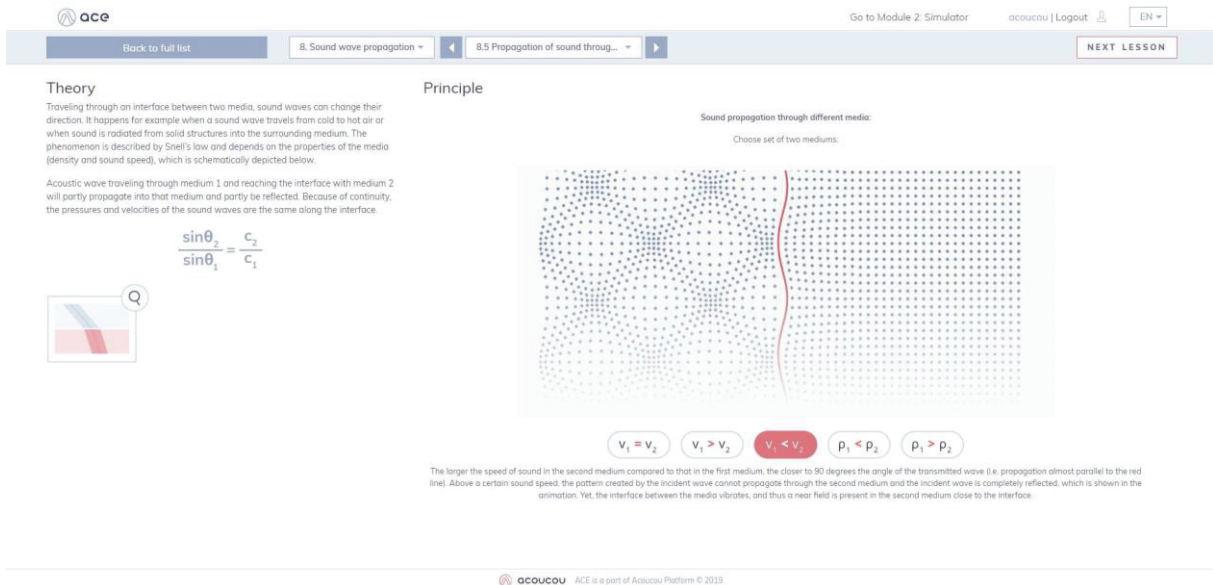 ace
Go to Module 2: Simulator
acoucou | Logout
EN
Back to full list
8. Sound wave propagation
8.5 Propagation of sound throug...
NEXT LESSON
Theory
Traveling through an interface between two media, sound waves can change their
direction. It happens for example when a sound wave travels from cold to hot air or
when sound is radiated from solid structures into the surrounding medium. The
phenomenon is described by Snell's law and depends on the properties of the media
(density and sound speed), which is schematically depicted below.
Acoustic wave traveling through medium 1 and reaching the interface with medium 2
will partly propagate into that medium and partly be reflected. Because of continuity,
the pressures and velocities of the sound waves are the same along the interface.
sinθ₂ / sinθ₁ = c₂ / c₁
Principle
Sound propagation through different media:
Choose set of two mediums:
v₁ = v₂
v₁ > v₂
v₁ < v₂
ρ₁ < ρ₂
ρ₁ > ρ₂
The larger the speed of sound in the second medium compared to that in the first medium, the closer to 90 degrees the angle of the transmitted wave (i.e. propagation almost parallel to the red
line). Above a certain sound speed, the pattern created by the incident wave cannot propagate through the second medium and the incident wave is completely reflected, which is shown in the
animation. Yet, the interface between the media vibrates, and thus a near field is present in the second medium close to the interface.
acoucou ACE is a part of Acoucou Platform © 2019